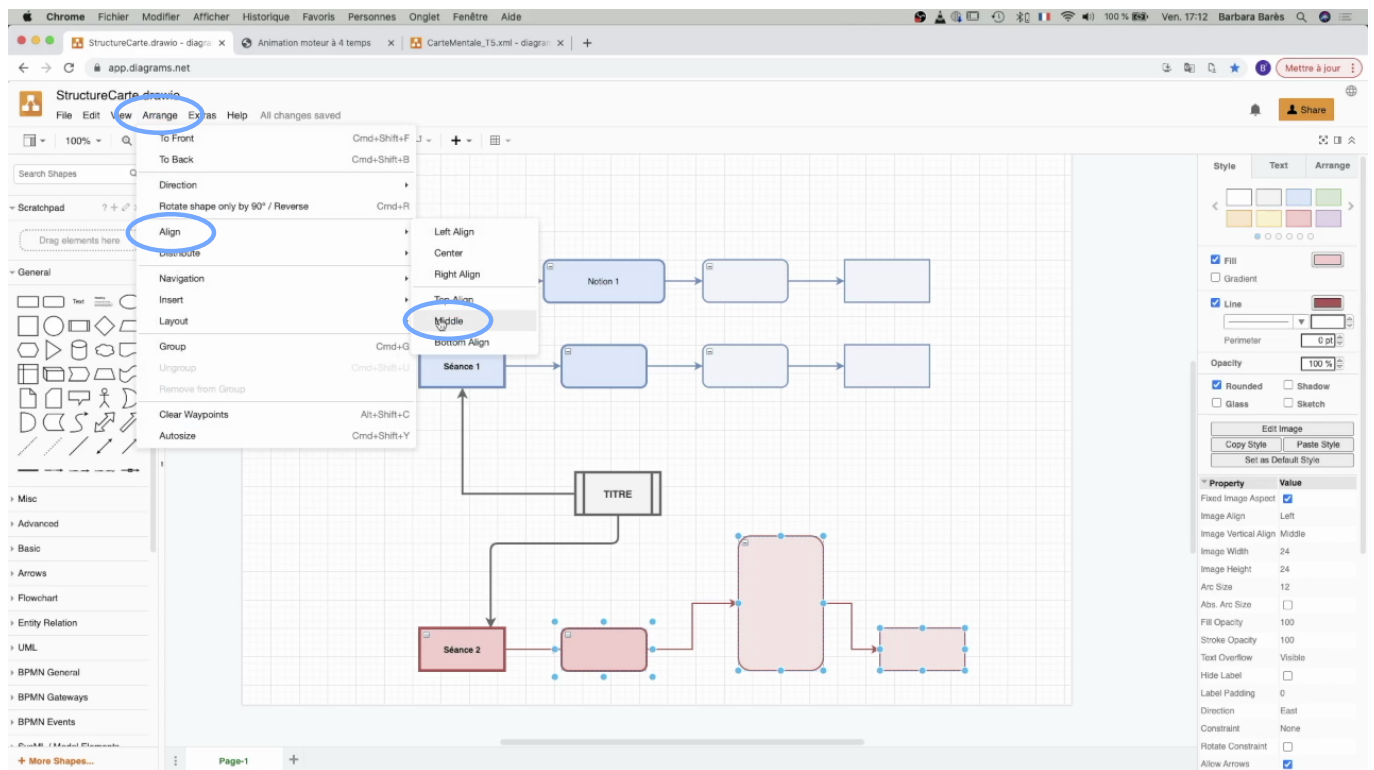 Chrome Fichier Modifier Afficher Historique Favoris Personnes Onglet Fenêtre Aide 100 % Ven. 17:12 Barbara Barès
StructureCarte.drawio - diagra Animation moteur à 4 temps CarteMentale_T5.xml - diagram
app.diagrams.net B Mettre à jour
StructureCarte.drawio
File Edit View Arrange Extras Help All changes saved Share
100% To Front Cmd+Shift+F
To Back Cmd+Shift+B
Search Shapes Style Text Arrange
Direction
Scratchpad Rotate shape only by 90° / Reverse Cmd+R
Drag elements here Align Left Align
Distribute Center
General Navigation Right Align Notion 1
Text Insert Top Align
Layout Middle
Group Cmd+G Bottom Align
Ungroup Cmd+Shift+U Séance 1
Remove from Group
Clear Waypoints Alt+Shift+C
Autosize Cmd+Shift+Y
TITRE
Séance 2
Misc
Advanced
Basic
Arrows
Flowchart
Entity Relation
UML
BPMN General
BPMN Gateways
BPMN Events
SysML / Model Elements
+ More Shapes... Page-1
Fill
Gradient
Line
Perimeter 0 pt
Opacity 100 %
Rounded Shadow
Glass Sketch
Edit Image
Copy Style Paste Style
Set as Default Style
Property Value
Fixed Image Aspect
Image Align Left
Image Vertical Align Middle
Image Width 24
Image Height 24
Arc Size 12
Abs. Arc Size
Fill Opacity 100
Stroke Opacity 100
Text Overflow Visible
Hide Label
Label Padding 0
Direction East
Constraint None
Rotate Constraint
Allow Arrows